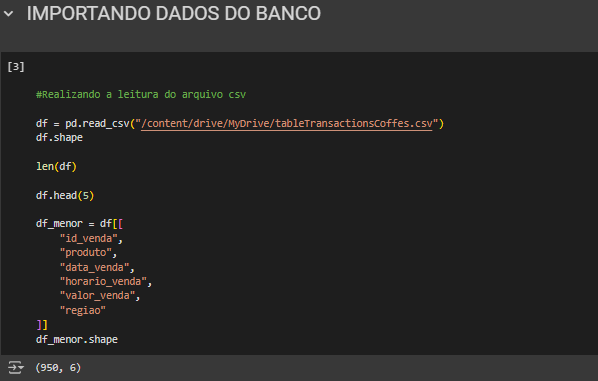 IMPORTANDO DADOS DO BANCO
[3]
#Realizando a leitura do arquivo csv
df = pd.read_csv("/content/drive/MyDrive/tableTransactionsCoffes.csv")
df.shape
len(df)
df.head(5)
df_menor = df[[
"id_venda",
"produto",
"data_venda",
"horario_venda",
"valor_venda",
"regiao"
]]
df_menor.shape
(950, 6)